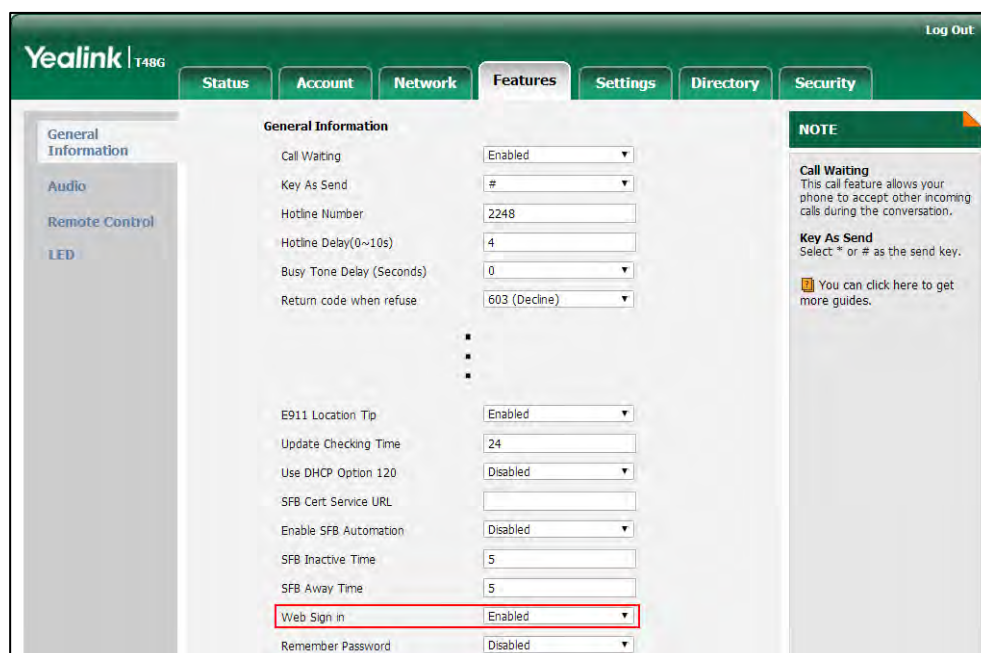 Log Out
Yealink | T48G
Status Account Network Features Settings Directory Security
General Information
Audio
Remote Control
LED
General Information
Call Waiting Enabled
Key As Send #
Hotline Number 2248
Hotline Delay(0~10s) 4
Busy Tone Delay (Seconds) 0
Return code when refuse 603 (Decline)
E911 Location Tip Enabled
Update Checking Time 24
Use DHCP Option 120 Disabled
SFB Cert Service URL
Enable SFB Automation Disabled
SFB Inactive Time 5
SFB Away Time 5
Web Sign in Enabled
Remember Password Disabled
NOTE
Call Waiting
This call feature allows your
phone to accept other incoming
calls during the conversation.
Key As Send
Select * or # as the send key.
You can click here to get
more guides.